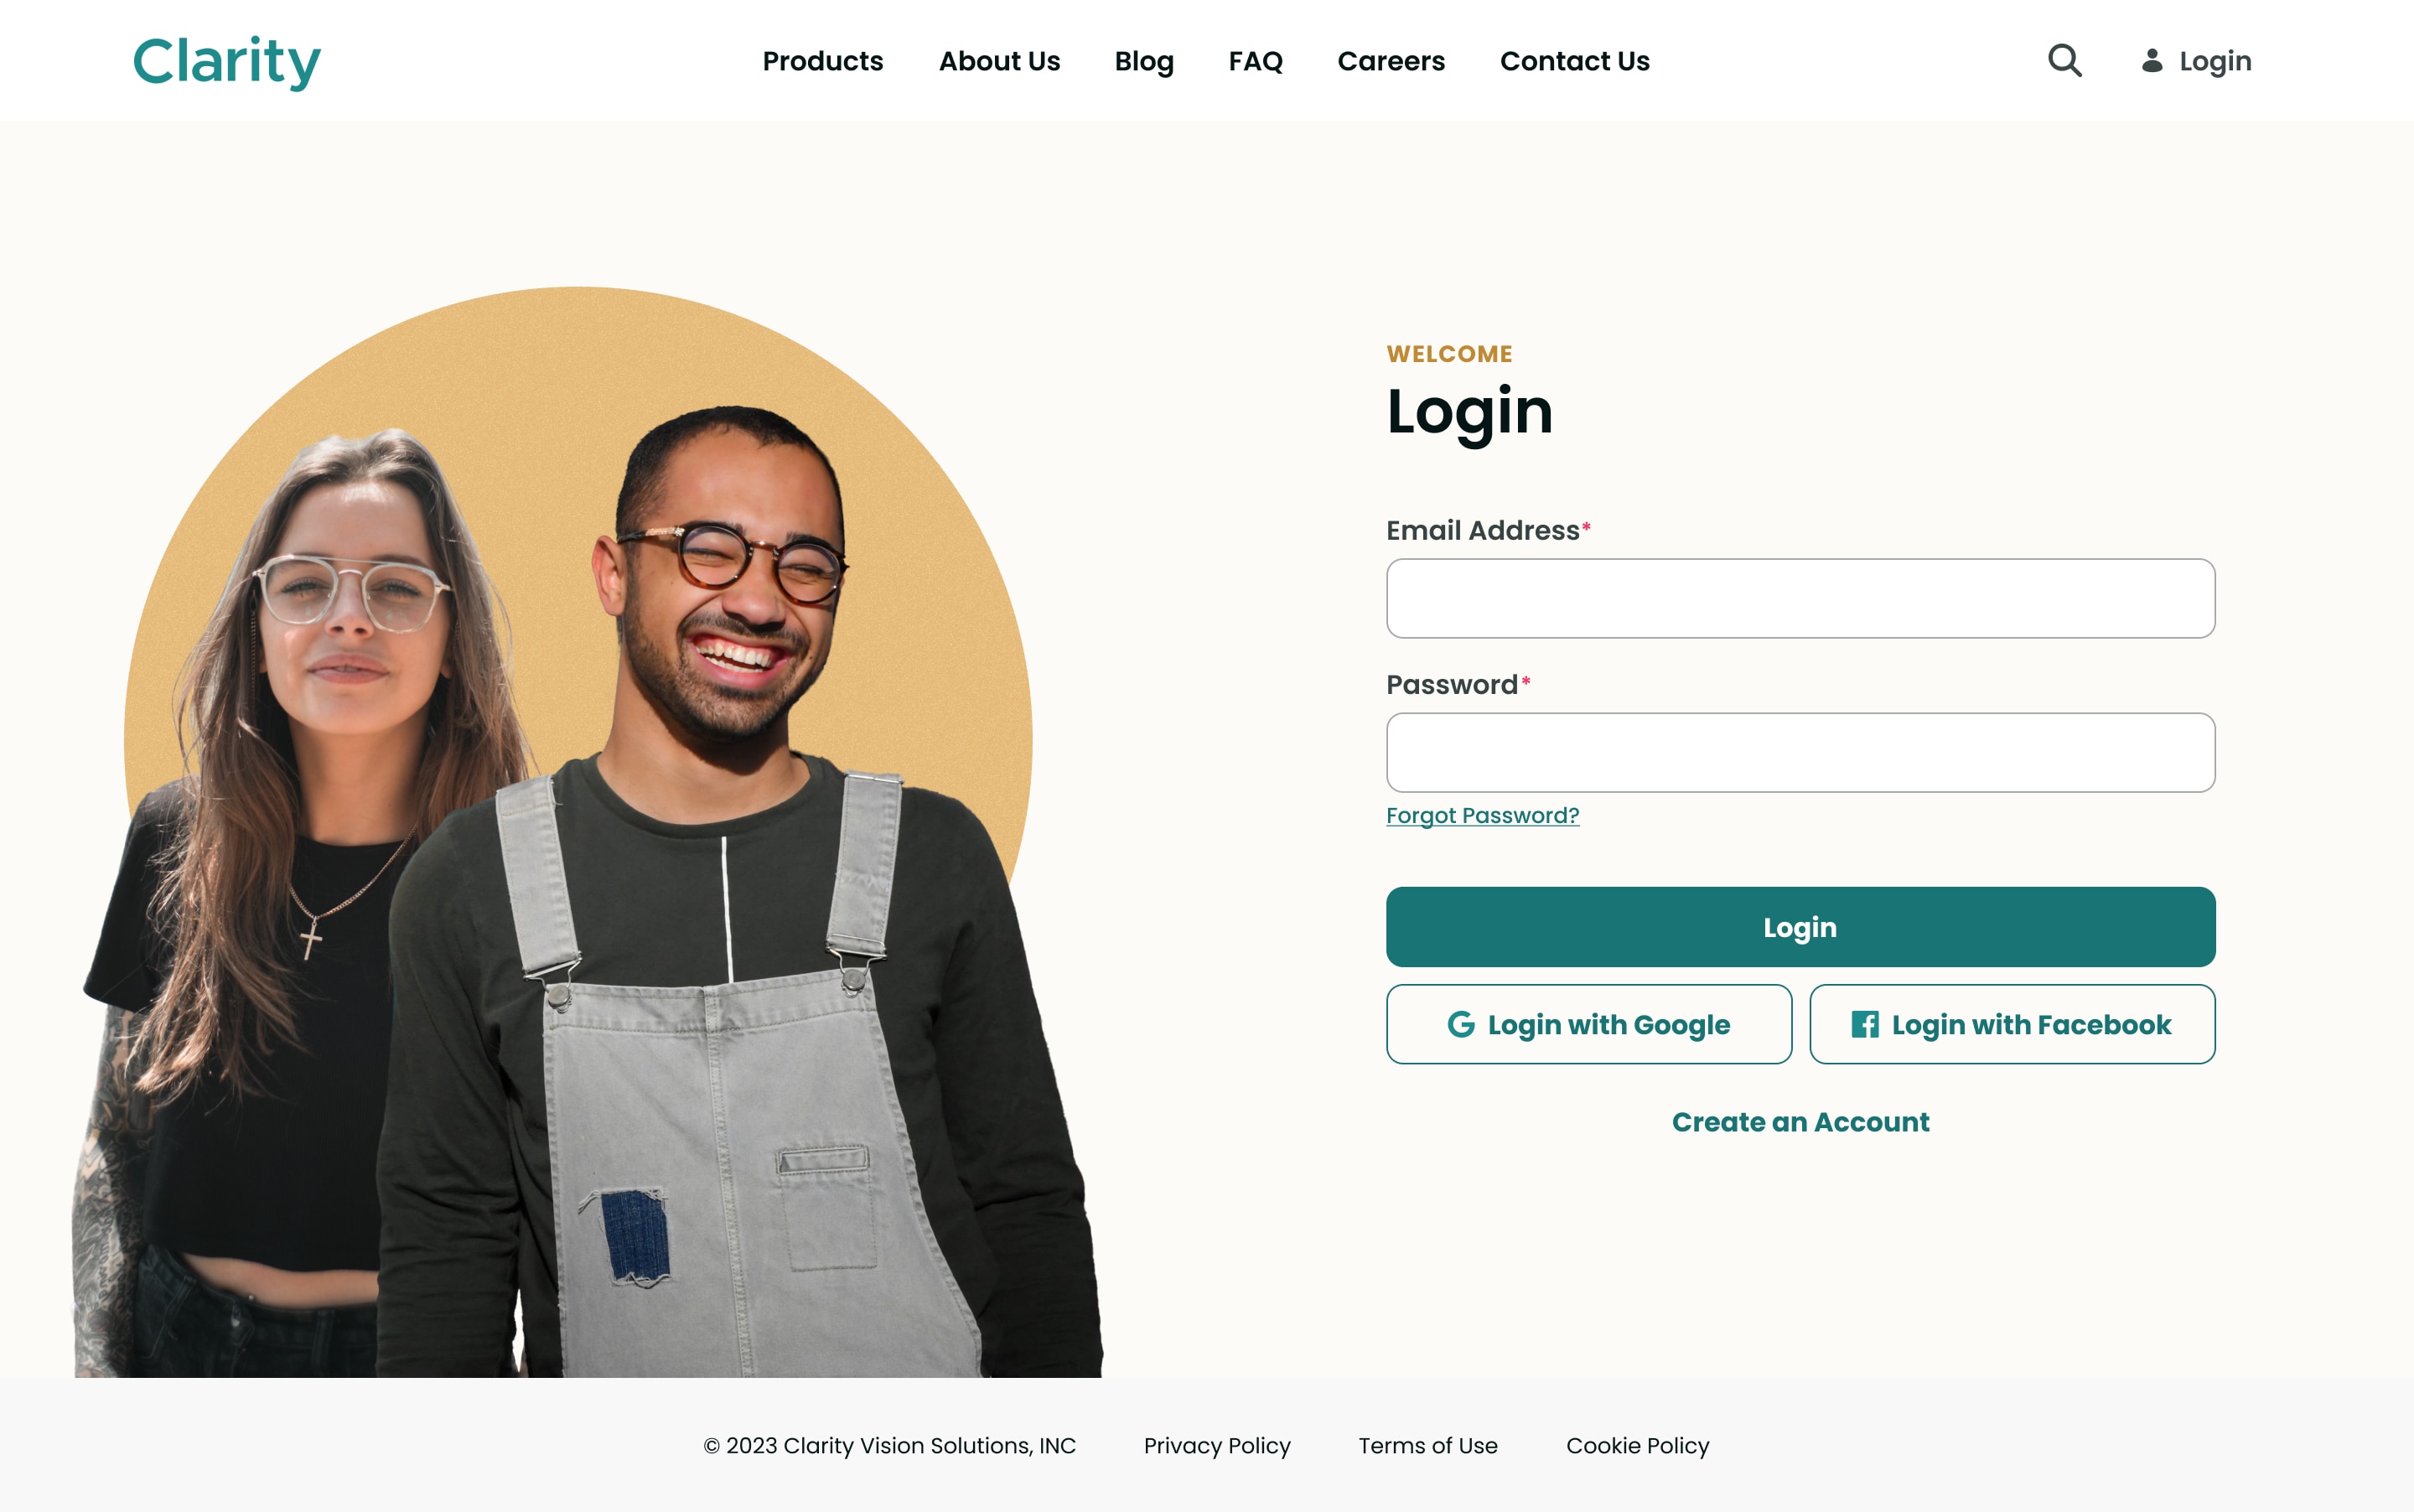 Clarity
Products About Us Blog FAQ Careers Contact Us
Login
WELCOME
Login
Email Address*
Password*
Forgot Password?
Login
Login with Google Login with Facebook
Create an Account
© 2023 Clarity Vision Solutions, INC Privacy Policy Terms of Use Cookie Policy